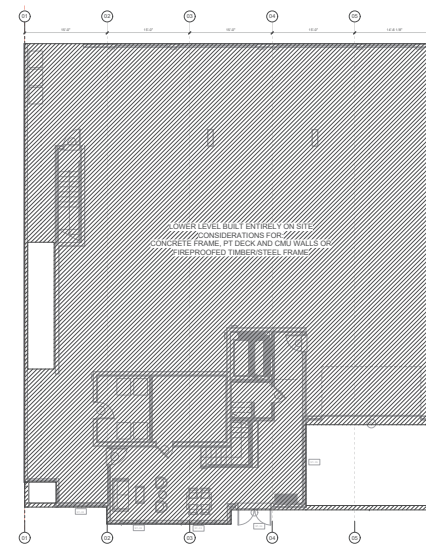 01
02
03
04
05
LOWER LEVEL BUILT ENTIRELY ON SITE
CONSIDERATIONS FOR:
CONCRETE FRAME, PT DECK AND CMU WALLS OR
FIREPROOFED TIMBER/STEEL FRAME
01
02
03
04
05